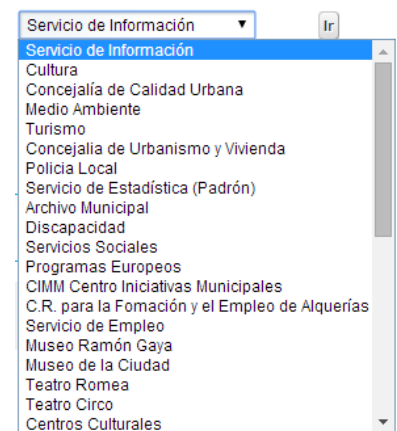 Servicio de Información
Ir
Servicio de Información
Cultura
Concejalía de Calidad Urbana
Medio Ambiente
Turismo
Concejalia de Urbanismo y Vivienda
Policia Local
Servicio de Estadística (Padrón)
Archivo Municipal
Discapacidad
Servicios Sociales
Programas Europeos
CIMM Centro Iniciativas Municipales
C.R. para la Fomación y el Empleo de Alquerías
Servicio de Empleo
Museo Ramón Gaya
Museo de la Ciudad
Teatro Romea
Teatro Circo
Centros Culturales